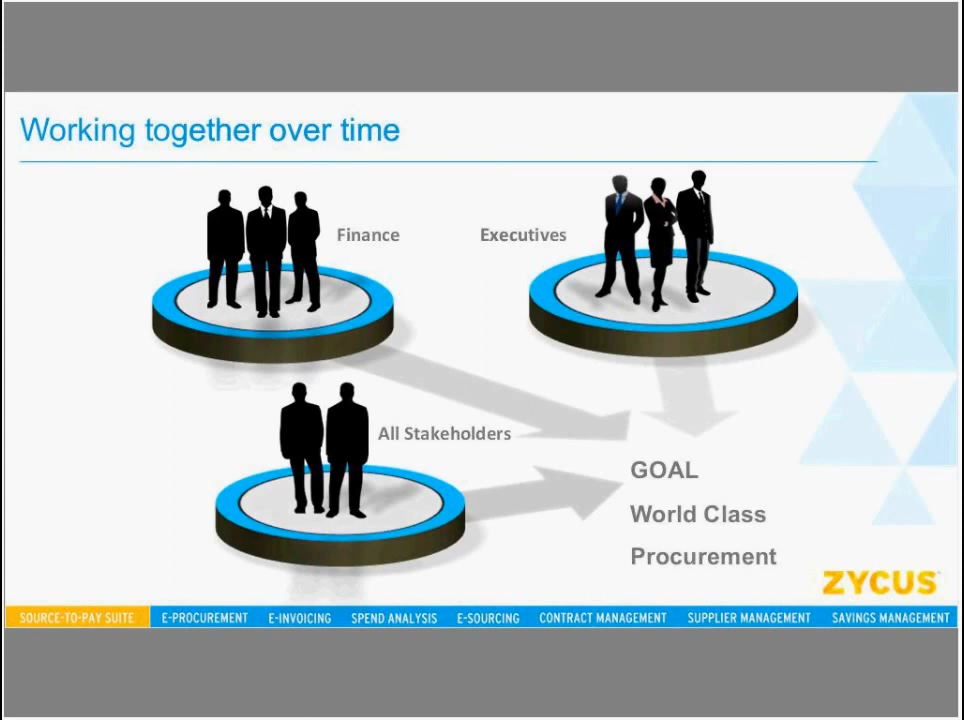 Working together over time
Finance
Executives
All Stakeholders
GOAL
World Class
Procurement
ZYCUS
SOURCE-TO-PAY SUITE E-PROCUREMENT E-INVOICING SPEND ANALYSIS E-SOURCING CONTRACT MANAGEMENT SUPPLIER MANAGEMENT SAVINGS MANAGEMENT